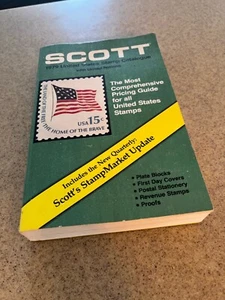 SCOTT
The Most
Comprehensive
Pricing Guide
for all
United States
Stamps
USA 15c
THE HOME OF THE BRAVE
Includes the New Quarterly:
Scott's StampMarket Update
• Plate Blocks
• First Day Covers
• Postal Stationery
• Revenue Stamps
• Proofs